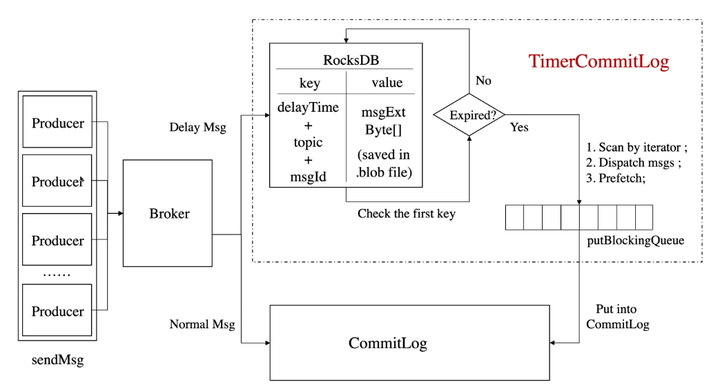 TimerCommitLog
RocksDB
key value
delayTime
+
topic
+
msgId
msgExt
Byte[]
(saved in
.blob file)
No
Expired?
Yes
Check the first key
1. Scan by iterator ;
2. Dispatch msgs ;
3. Prefetch;
putBlockingQueue
Producer
Producer
Producer
......
Producer
sendMsg
Broker
Delay Msg
Normal Msg
CommitLog
Put into
CommitLog